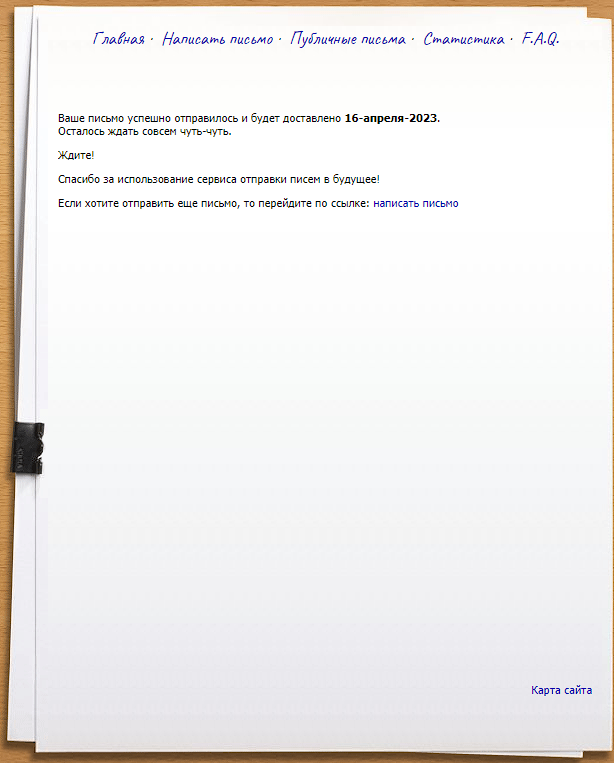 Главная · Написать письмо · Публичные письма · Статистика · F.A.Q.
Ваше письмо успешно отправилось и будет доставлено 16-апреля-2023.
Осталось ждать совсем чуть-чуть.
Ждите!
Спасибо за использование сервиса отправки писем в будущее!
Если хотите отправить еще письмо, то перейдите по ссылке: написать письмо
Карта сайта